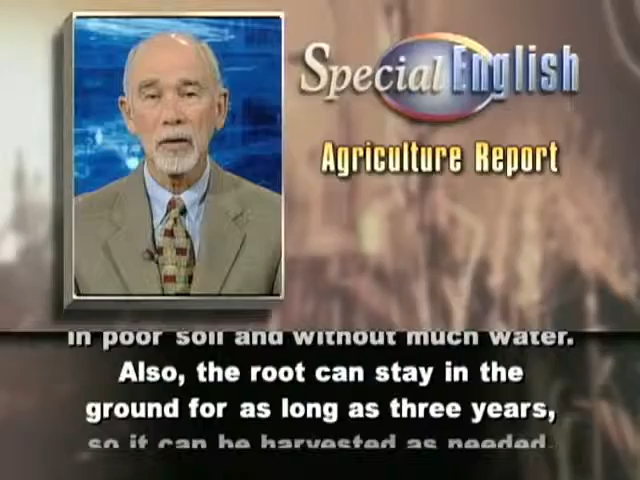 Special English
Agriculture Report
in poor soil and without much water.
Also, the root can stay in the
ground for as long as three years,
so it can be harvested as needed.